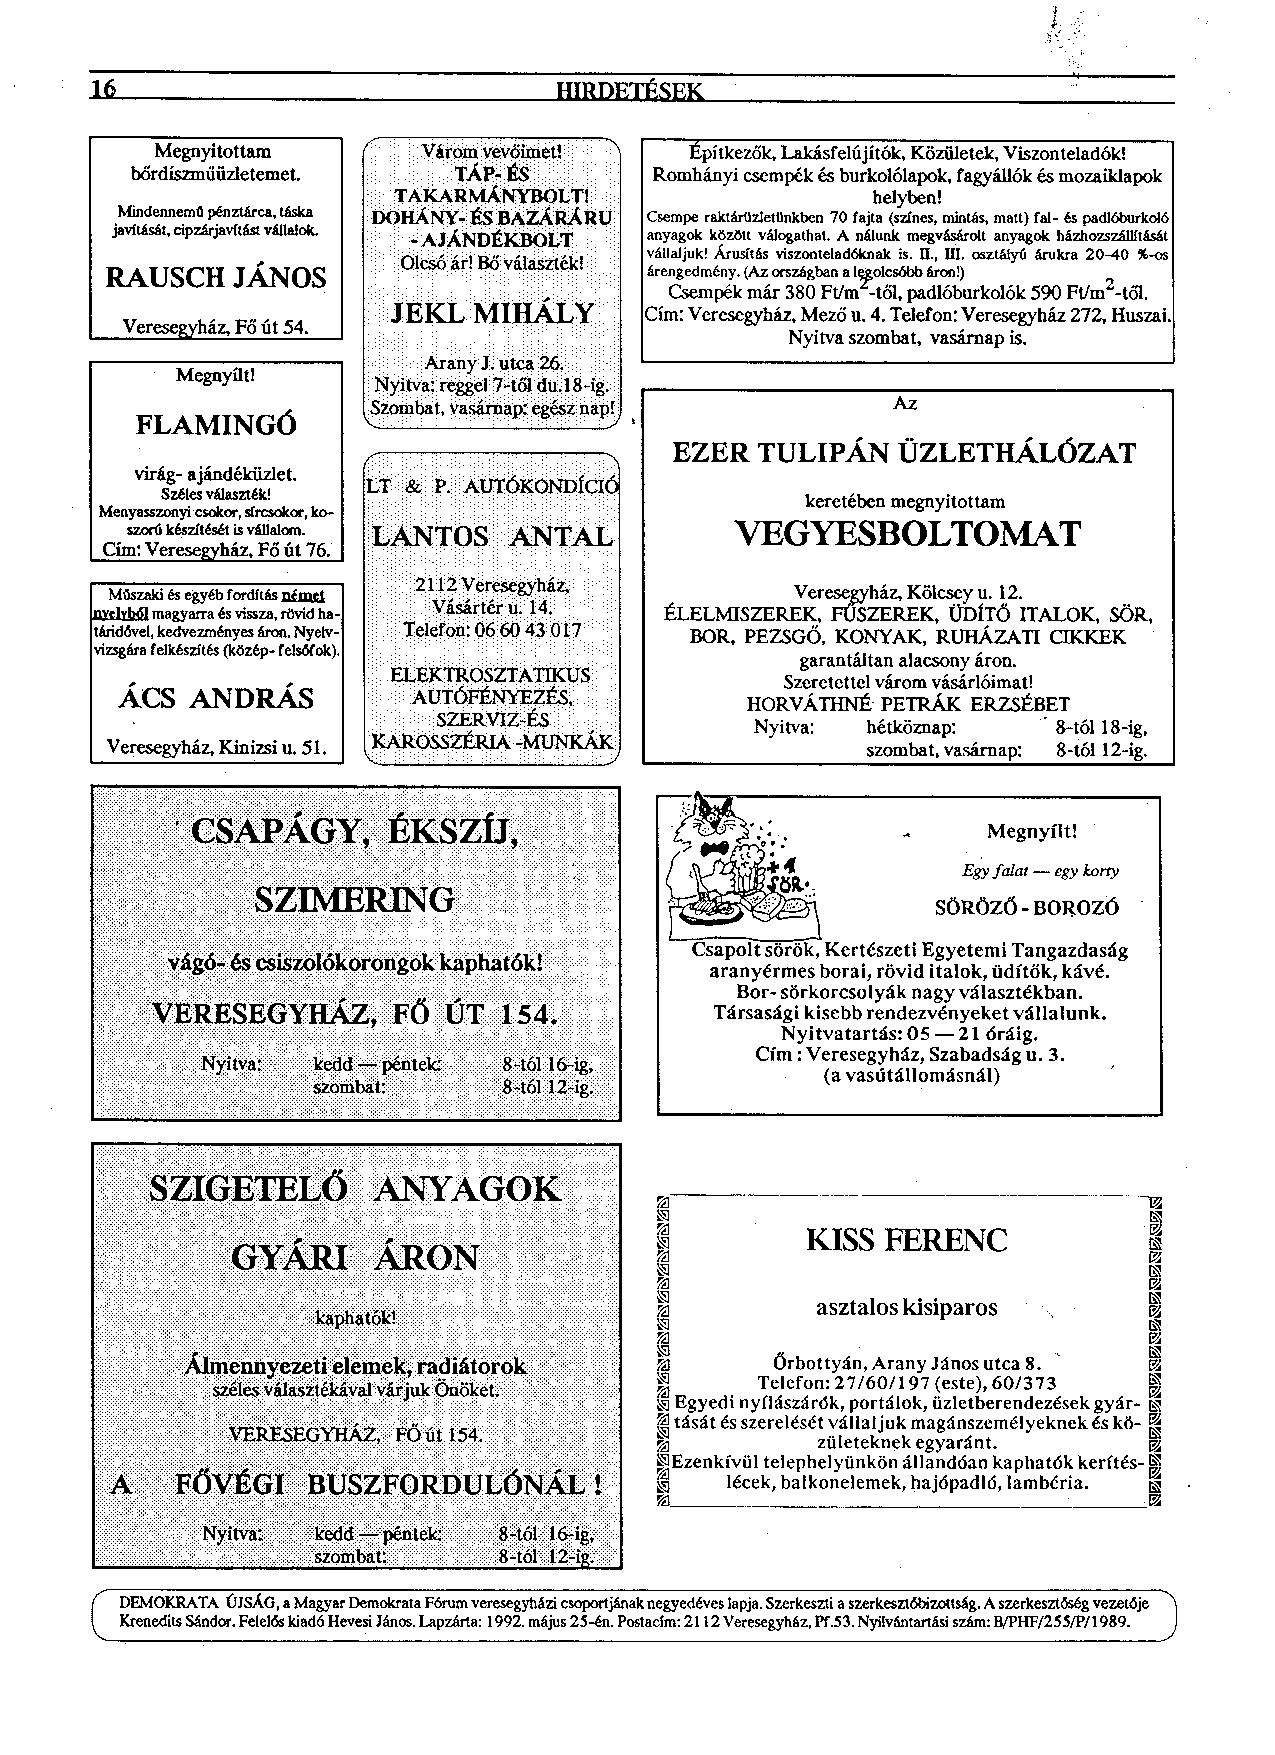 16
HIRDETÉSEK
Megnyitottam
bőrdíszműüzletemet.
Mindennemű pénztárca, táska
javítását, cipzárjavítást vállalok.
RAUSCH JÁNOS
Veresegyház, Fő út 54.
Megnyílt!
FLAMINGÓ
virág- ajándéküzlet.
Széles választék!
Menyasszonyi csokor, sírcsokor, ko-
szorú készítését is vállalom.
Cím: Veresegyház, Fő út 76.
Műszaki és egyéb fordítás német
nyelvből magyarra és vissza, rövid ha-
táridővel, kedvezményes áron. Nyelv-
vizsgára felkészítés (közép- felsőfok).
ÁCS ANDRÁS
Veresegyház, Kinizsi u. 51.
Várom vevőimet!
TÁP- ÉS
TAKARMÁNYBOLT!
DOHÁNY- ÉS BAZÁRÁRU
- AJÁNDÉKBOLT
Olcsó ár! Bő választék!
JEKL MIHÁLY
Arany J. utca 26.
Nyitva: reggel 7-től du.18-ig.
Szombat, vasárnap: egész nap!
LT & P. AUTÓKONDÍCIÓ
LANTOS ANTAL
2112 Veresegyház,
Vásártér u. 14.
Telefon: 06 60 43 017
ELEKTROSZTATIKUS
AUTÓFÉNYEZÉS,
SZERVIZ-ÉS
KAROSSZÉRIA -MUNKÁK
Építkezők, Lakásfelújítók, Közületek, Viszonteladók!
Romhányi csempék és burkolólapok, fagyállók és mozaiklapok
helyben!
Csempe raktárüzletünkben 70 fajta (színes, mintás, matt) fal- és padlóburkoló
anyagok között válogathat. A nálunk megvásárolt anyagok házhozszállítását
vállaljuk! Árusítás viszonteladóknak is. II., III. osztályú árukra 20-40 %-os
árengedmény. (Az országban a legolcsóbb áron!)
Csempék már 380 Ft/m²-től, padlóburkolók 590 Ft/m²-től.
Cím: Veresegyház, Mező u. 4. Telefon: Veresegyház 272, Huszai.
Nyitva szombat, vasárnap is.
Az
EZER TULIPÁN ÜZLETHÁLÓZAT
keretében megnyitottam
VEGYESBOLTOMAT
Veresegyház, Kölcsey u. 12.
ÉLELMISZEREK, FŰSZEREK, ÜDÍTŐ ITALOK, SÖR,
BOR, PEZSGŐ, KONYAK, RUHÁZATI CIKKEK
garantáltan alacsony áron.
Szeretettel várom vásárlóimat!
HORVÁTHNÉ PETRÁK ERZSÉBET
Nyitva: hétköznap: 8-tól 18-ig,
szombat, vasárnap: 8-tól 12-ig.
CSAPÁGY, ÉKSZÍJ,
SZIMERING
vágó- és csiszolókorongok kaphatók!
VERESEGYHÁZ, FŐ ÚT 154.
Nyitva: kedd — péntek: 8-tól 16-ig,
szombat: 8-tól 12-ig.
+ 1
SÖR.
Megnyílt!
Egy falat — egy korty
SÖRÖZŐ - BOROZÓ
Csapolt sörök, Kertészeti Egyetemi Tangazdaság
aranyérmes borai, rövid italok, üdítők, kávé.
Bor- sörkorcsolyák nagy választékban.
Társasági kisebb rendezvényeket vállalunk.
Nyitvatartás: 05 — 21 óráig.
Cím : Veresegyház, Szabadság u. 3.
(a vasútállomásnál)
SZIGETELŐ ANYAGOK
GYÁRI ÁRON
kaphatók!
Álmennyezeti elemek, radiátorok
széles választékával várjuk Önöket.
VERESEGYHÁZ, FŐ út 154.
A FŐVÉGI BUSZFORDULÓNÁL !
Nyitva: kedd — péntek: 8-tól 16-ig,
szombat: 8-tól 12-ig.
KISS FERENC
asztalos kisiparos
Őrbottyán, Arany János utca 8.
Telefon: 27/60/197 (este), 60/373
Egyedi nyílászárók, portálok, üzletberendezések gyár-
tását és szerelését vállaljuk magánszemélyeknek és kö-
zületeknek egyaránt.
Ezenkívül telephelyünkön állandóan kaphatók kerítés-
lécek, balkonelemek, hajópadló, lambéria.
DEMOKRATA ÚJSÁG, a Magyar Demokrata Fórum veresegyházi csoportjának negyedéves lapja. Szerkeszti a szerkesztőbizottság. A szerkesztőség vezetője
Krenedits Sándor. Felelős kiadó Hevesi János. Lapzárta: 1992. május 25-én. Postacím: 2112 Veresegyház, Pf.53. Nyilvántartási szám: B/PHF/255/P/1989.